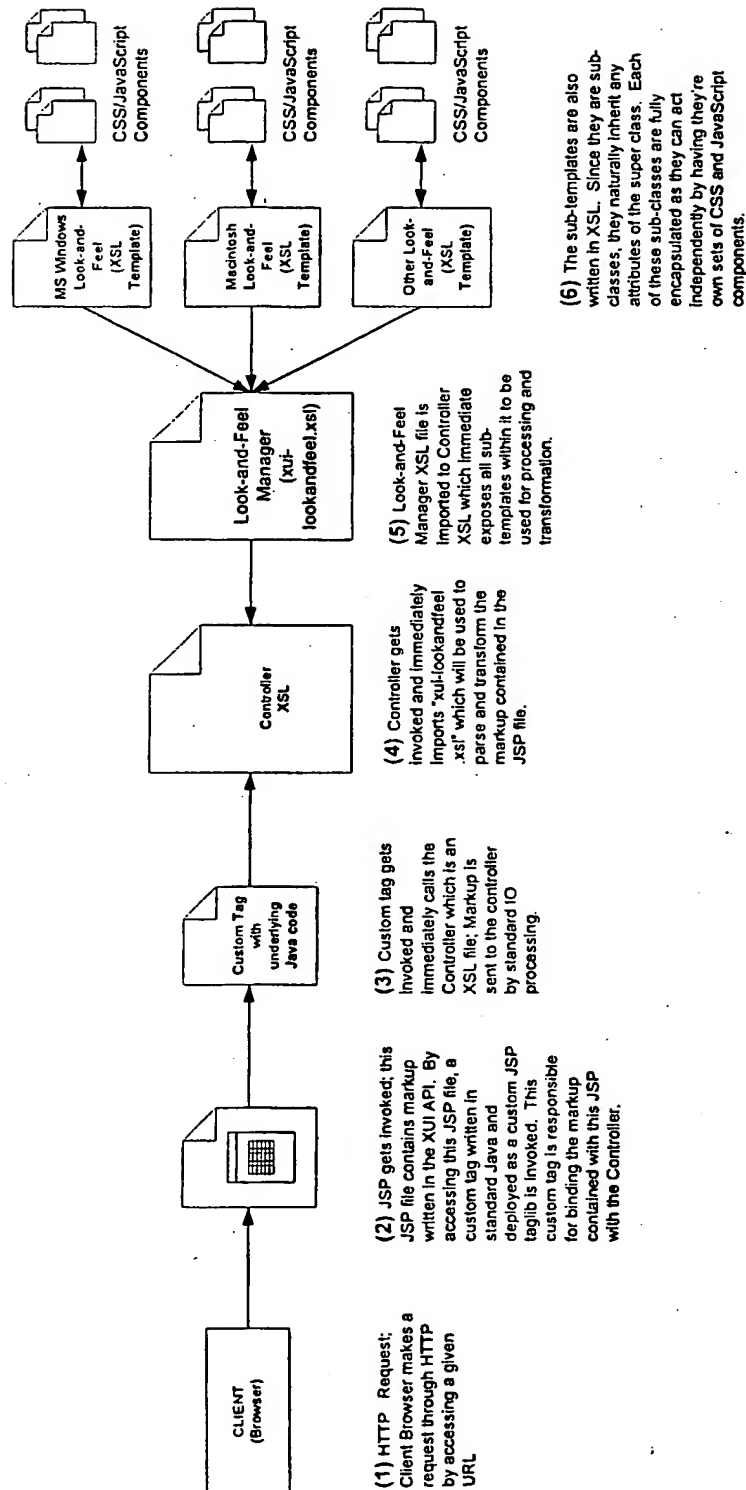 CLIENT
(Browser)
(1) HTTP Request;
Client Browser makes a
request through HTTP
by accessing a given
URL
(2) JSP gets invoked; this
JSP file contains markup
written in the XUI API. By
accessing this JSP file, a
custom tag written in
standard Java and
deployed as a custom JSP
taglib is invoked. This
custom tag is responsible
for binding the markup
contained with this JSP
with the Controller.
Custom Tag
with
underlying
Java code
(3) Custom tag gets
invoked and
immediately calls the
Controller which is an
XSL file; Markup is
sent to the controller
by standard IO
processing.
Controller
XSL
(4) Controller gets
invoked and immediately
imports "xui-lookandfeel
.xsl" which will be used to
parse and transform the
markup contained in the
JSP file.
Look-and-Feel
Manager
(xui-
lookandfeel.xsl)
(5) Look-and-Feel
Manager XSL file is
imported to Controller
XSL which immediate
exposes all sub-
templates within it to be
used for processing and
transformation.
MS Windows
Look-and-
Feel
(XSL
Template)
CSS/JavaScript
Components
Macintosh
Look-and-
Feel
(XSL
Template)
CSS/JavaScript
Components
Other Look-
and-Feel
(XSL
Template)
CSS/JavaScript
Components
(6) The sub-templates are also
written in XSL. Since they are sub-
classes, they naturally inherit any
attributes of the super class. Each
of these sub-classes are fully
encapsulated as they can act
independently by having they're
own sets of CSS and JavaScript
components.